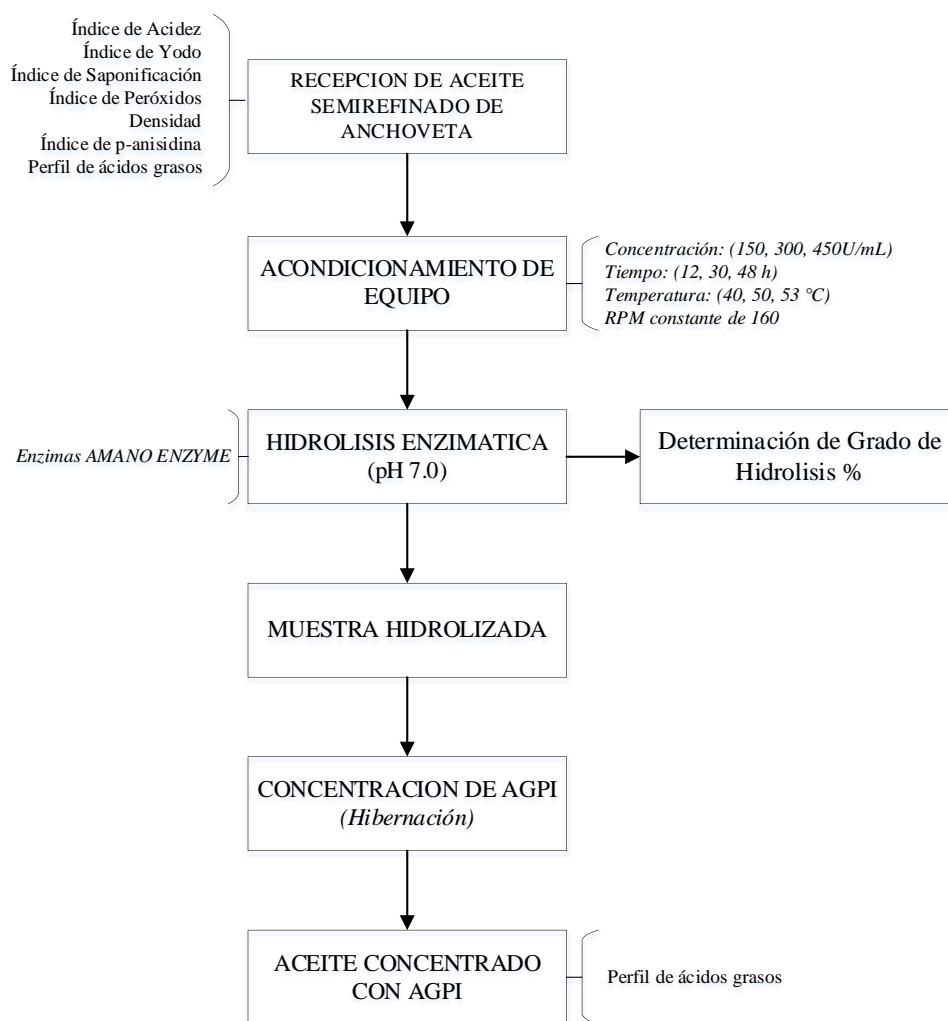 Índice de Acidez
Índice de Yodo
Índice de Saponificación
Índice de Peróxidos
Densidad
Índice de p-anisidina
Perfil de ácidos grasos
RECEPCION DE ACEITE
SEMIREFINADO DE
ANCHOVETA
ACONDICIONAMIENTO DE
EQUIPO
Concentración: (150, 300, 450U/mL)
Tiempo: (12, 30, 48 h)
Temperatura: (40, 50, 53 °C)
RPM constante de 160
Enzimas AMANO ENZYME
HIDROLISIS ENZIMATICA
(pH 7.0)
Determinación de Grado de
Hidrolisis %
MUESTRA HIDROLIZADA
CONCENTRACION DE AGPI
(Hibernación)
ACEITE CONCENTRADO
CON AGPI
Perfil de ácidos grasos